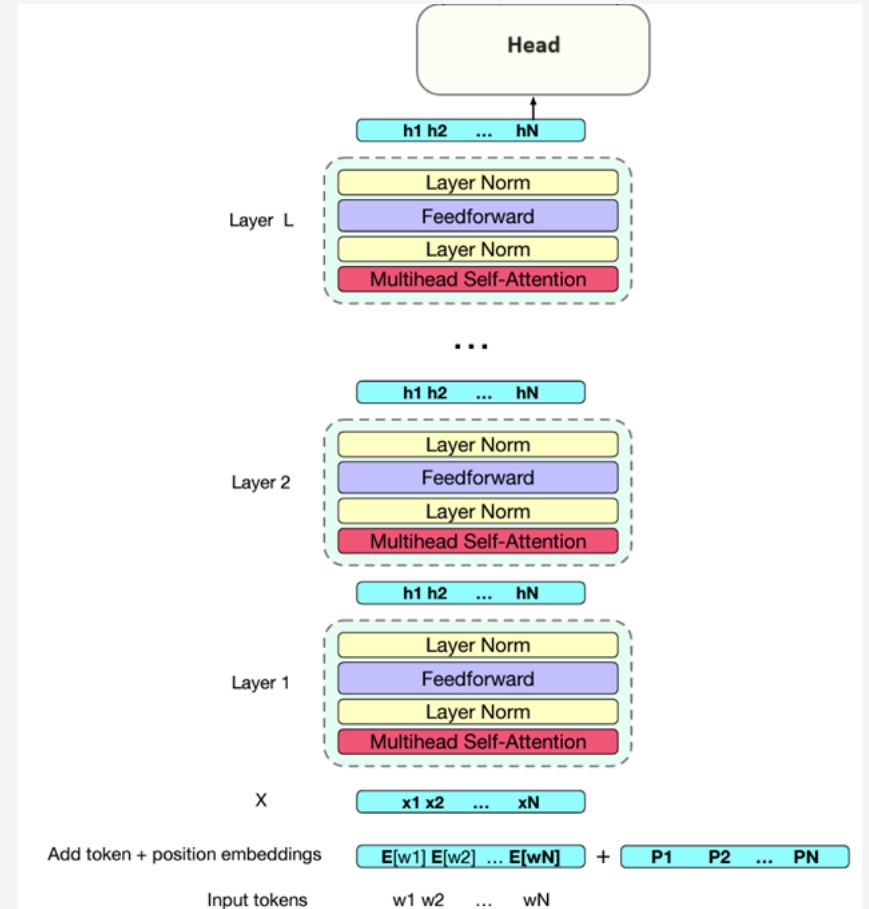 Head
h1 h2 ... hN
Layer Norm
Layer L
Feedforward
Layer Norm
Multihead Self-Attention
...
h1 h2 ... hN
Layer Norm
Layer 2
Feedforward
Layer Norm
Multihead Self-Attention
h1 h2 ... hN
Layer Norm
Layer 1
Feedforward
Layer Norm
Multihead Self-Attention
X x1 x2 ... xN
Add token + position embeddings E[w1] E[w2] ... E[wN] + P1 P2 ... PN
Input tokens w1 w2 ... wN